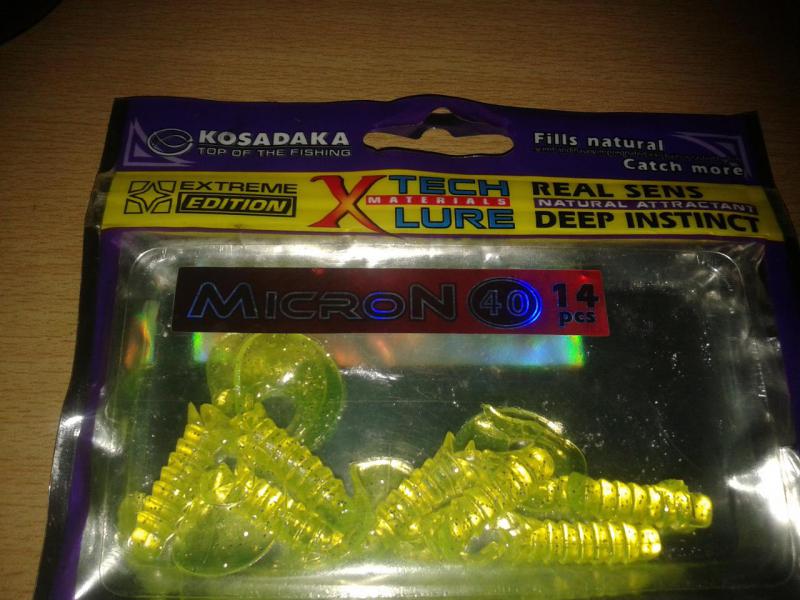 KOSADAKA
TOP OF THE FISHING
Fills natural
Catch more
EXTREME
EDITION
X TECH
MATERIALS
LURE
REAL SENS
NATURAL ATTRACTANT
DEEP INSTINCT
MICRON 40 14
pcs